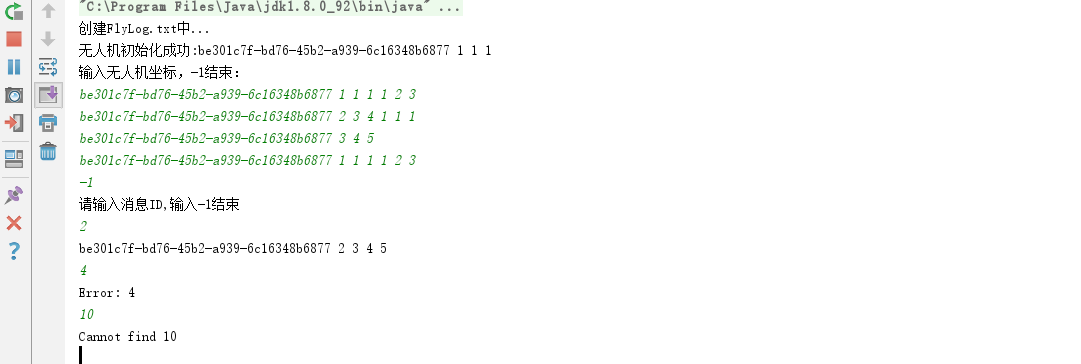 "C:\Program Files\Java\jdk1.8.0_92\bin\java" ...
创建FlyLog.txt中...
无人机初始化成功:be301c7f-bd76-45b2-a939-6c16348b6877 1 1 1
输入无人机坐标，-1结束:
be301c7f-bd76-45b2-a939-6c16348b6877 1 1 1 1 2 3
be301c7f-bd76-45b2-a939-6c16348b6877 2 3 4 1 1 1
be301c7f-bd76-45b2-a939-6c16348b6877 3 4 5
be301c7f-bd76-45b2-a939-6c16348b6877 1 1 1 1 2 3
-1
请输入消息ID,输入-1结束
2
be301c7f-bd76-45b2-a939-6c16348b6877 2 3 4 5
4
Error: 4
10
Cannot find 10